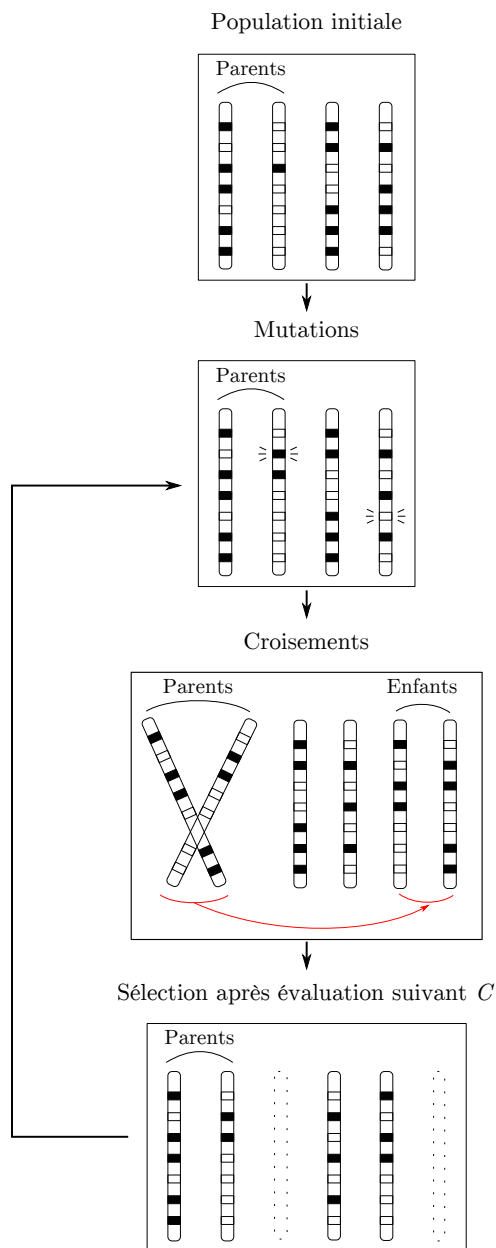 Population initiale
Parents
Mutations
Parents
Croisements
Parents
Enfants
Sélection après évaluation suivant C
Parents